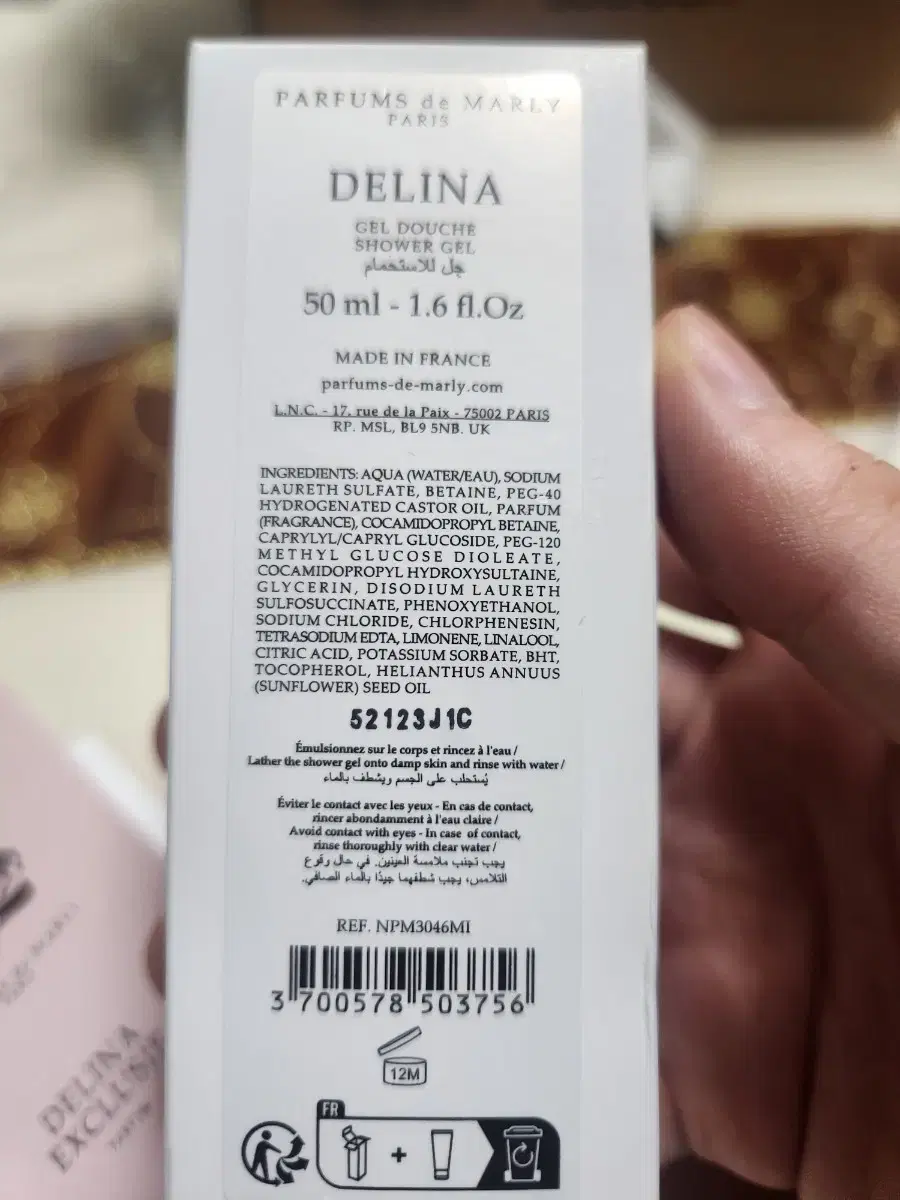 PARFUMS de MARLY
PARIS
DELINA
GEL DOUCHE
SHOWER GEL
جل للاستحمام
50 ml - 1.6 fl.Oz
MADE IN FRANCE
parfums-de-marly.com
L.N.C. - 17, rue de la Paix - 75002 PARIS
RP. MSL, BL9 5NB. UK
INGREDIENTS: AQUA (WATER/EAU), SODIUM
LAURETH SULFATE, BETAINE, PEG-40
HYDROGENATED CASTOR OIL, PARFUM
(FRAGRANCE), COCAMIDOPROPYL BETAINE,
CAPRYLYL/CAPRYL GLUCOSIDE, PEG-120
METHYL GLUCOSE DIOLEATE,
COCAMIDOPROPYL HYDROXYSULTAINE,
GLYCERIN, DISODIUM LAURETH
SULFOSUCCINATE, PHENOXYETHANOL,
SODIUM CHLORIDE, CHLORPHENESIN,
TETRASODIUM EDTA, LIMONENE, LINALOOL,
CITRIC ACID, POTASSIUM SORBATE, BHT,
TOCOPHEROL, HELIANTHUS ANNUUS
(SUNFLOWER) SEED OIL
52123J1C
Émulsionnez sur le corps et rincez à l'eau /
Lather the shower gel onto damp skin and rinse with water /
يُستحلب على الجسم ويشطف بالماء
Éviter le contact avec les yeux - En cas de contact,
rincer abondamment à l'eau claire /
Avoid contact with eyes - In case of contact,
rinse thoroughly with clear water /
يجب تجنب ملامسة العينين. في حال وقوع
التلامس، يجب شطفهما جيدًا بالماء الصافي.
REF. NPM3046MI
3 700578 503756
12M
FR
+
DELINA